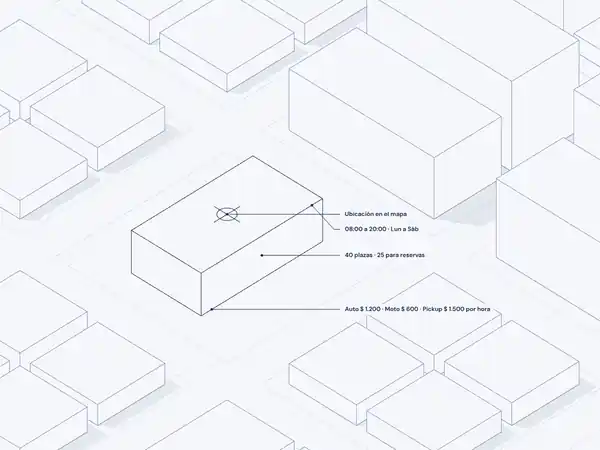 Ubicación en el mapa
08:00 a 20:00 · Lun a Sáb
40 plazas · 25 para reservas
Auto $ 1.200 · Moto $ 600 · Pickup $ 1.500 por hora